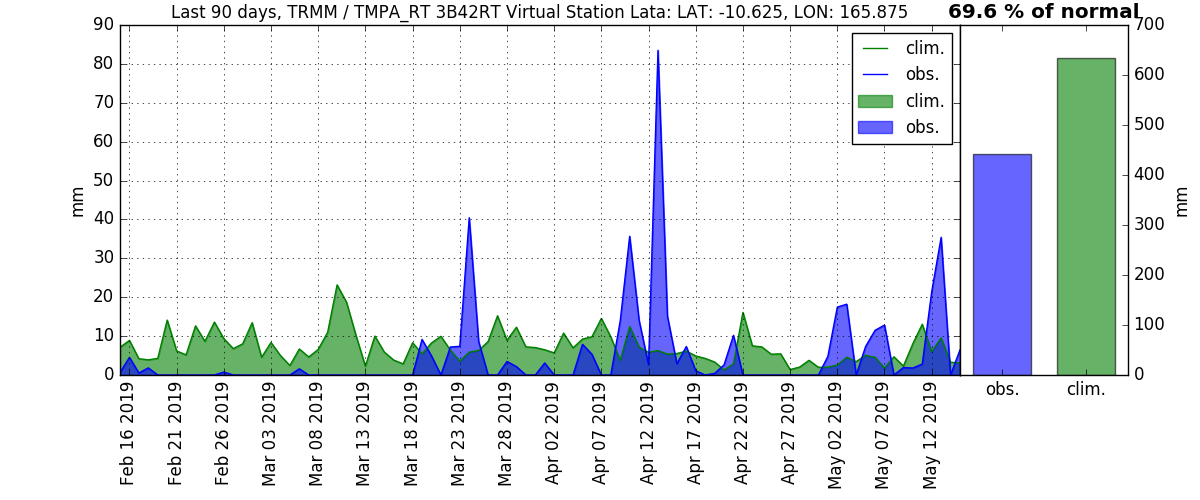 Last 90 days, TRMM / TMPA_RT 3B42RT Virtual Station Lata: LAT: -10.625, LON: 165.875
69.6 % of normal
90
80
70
60
50
40
30
20
10
0
mm
clim.
obs.
clim.
obs.
700
600
500
400
300
200
100
0
mm
Feb 16 2019
Feb 21 2019
Feb 26 2019
Mar 03 2019
Mar 08 2019
Mar 13 2019
Mar 18 2019
Mar 23 2019
Mar 28 2019
Apr 02 2019
Apr 07 2019
Apr 12 2019
Apr 17 2019
Apr 22 2019
Apr 27 2019
May 02 2019
May 07 2019
May 12 2019
obs.
clim.